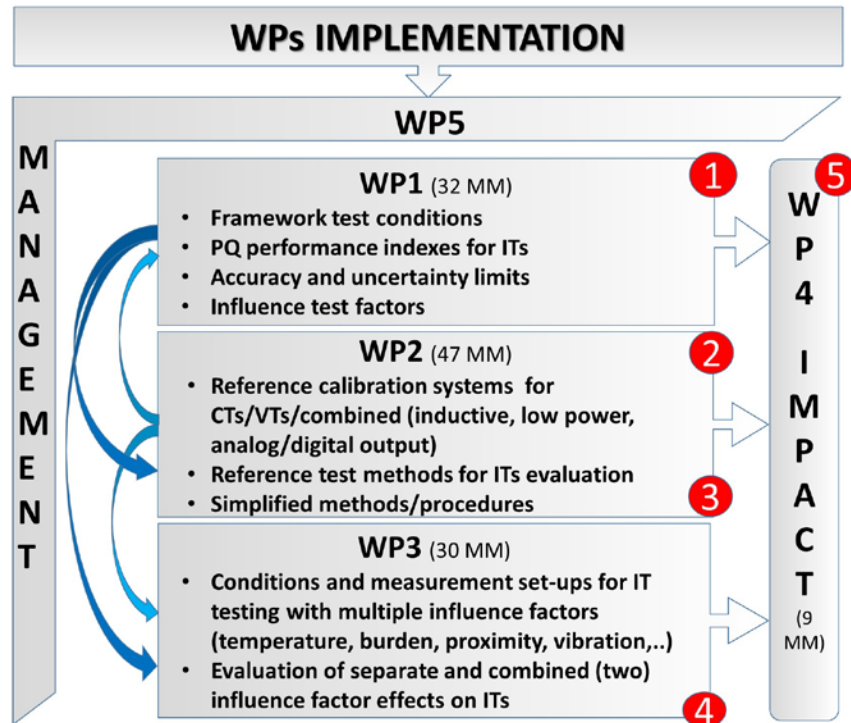 WPs IMPLEMENTATION
WP5
MANAGEMENT
WP1 (32 MM)
1
• Framework test conditions
• PQ performance indexes for ITs
• Accuracy and uncertainty limits
• Influence test factors
WP2 (47 MM)
2
• Reference calibration systems for
CTs/VTs/combined (inductive, low power,
analog/digital output)
• Reference test methods for ITs evaluation
• Simplified methods/procedures
3
WP3 (30 MM)
• Conditions and measurement set-ups for IT
testing with multiple influence factors
(temperature, burden, proximity, vibration,..)
• Evaluation of separate and combined (two)
influence factor effects on ITs
4
5
WP4 IMPACT
(9
MM)